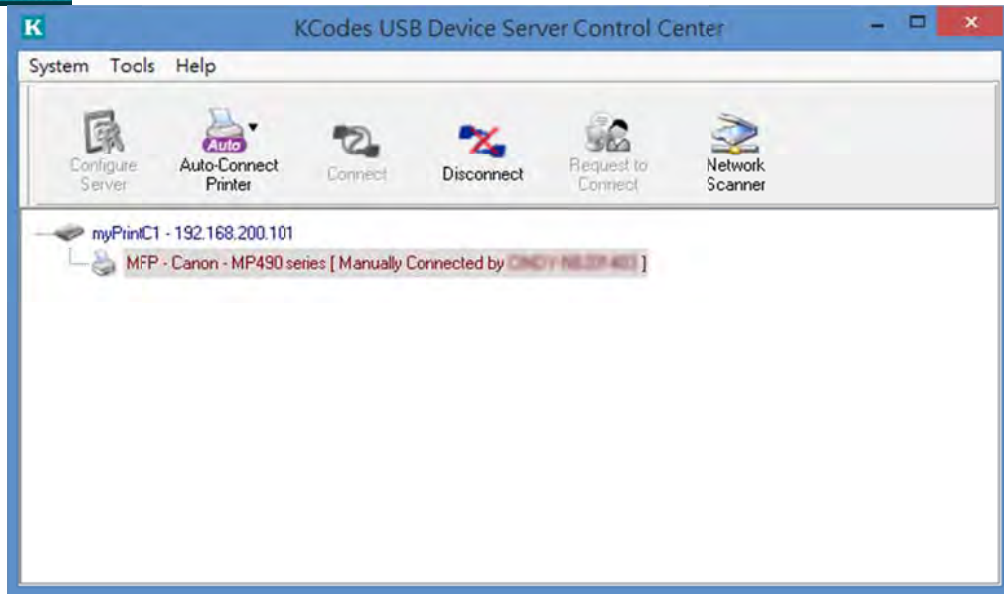 K KCodes USB Device Server Control Center
System Tools Help
Auto
Configure Server
Auto-Connect Printer
Connect
Disconnect
Request to Connect
Network Scanner
myPrintC1 - 192.168.200.101
MFP - Canon - MP490 series [ Manually Connected by ]